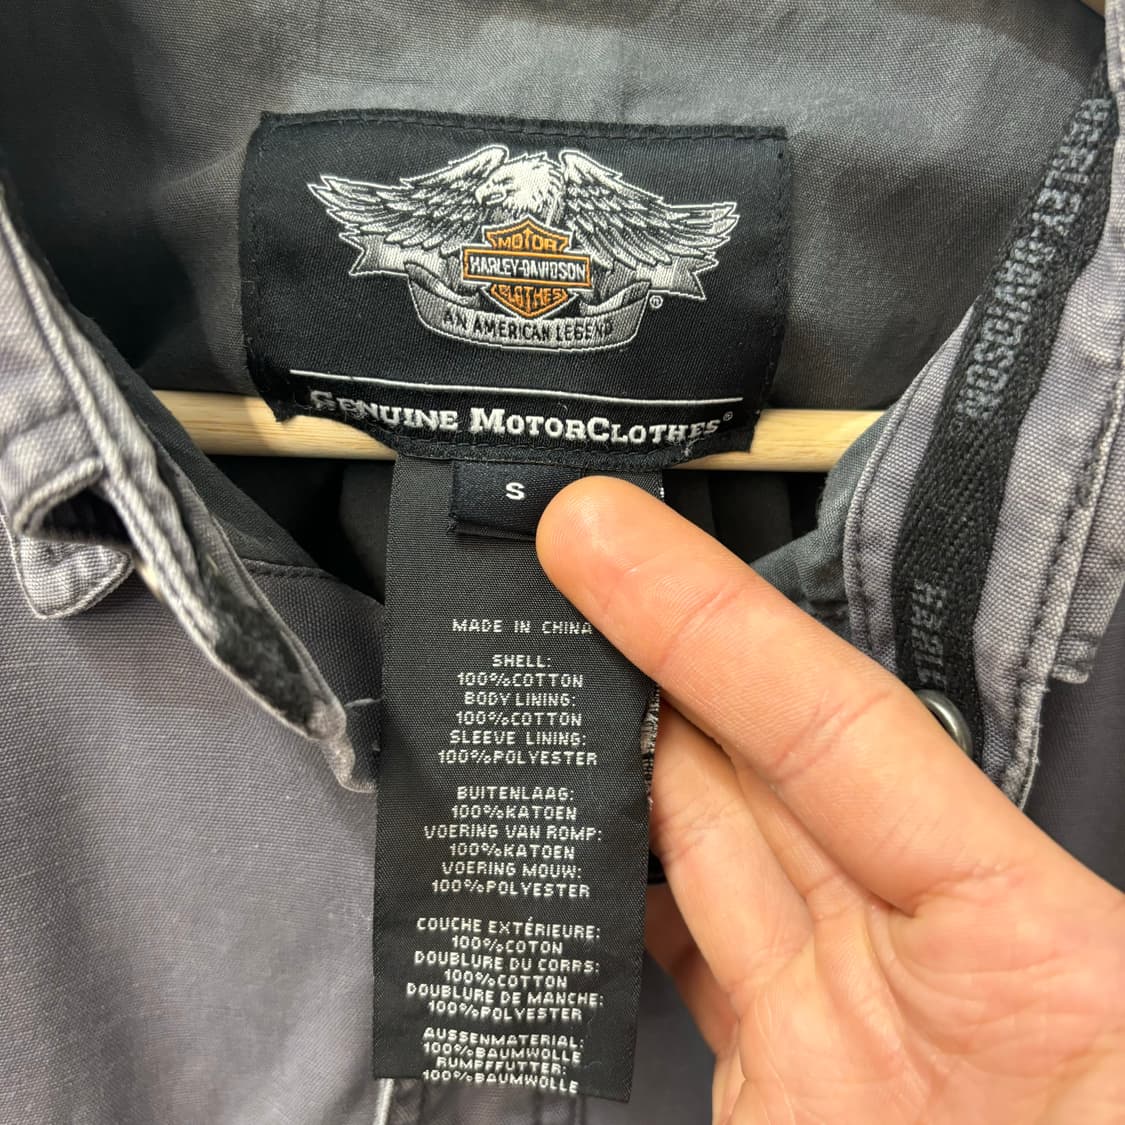 MOTOR
HARLEY-DAVIDSON
CLOTHES
AN AMERICAN LEGEND
®
GENUINE MOTORCLOTHES®
S
MADE IN CHINA
SHELL:
100%COTTON
BODY LINING:
100%COTTON
SLEEVE LINING:
100%POLYESTER
BUITENLAAG:
100%KATOEN
VOERING VAN ROMP:
100%KATOEN
VOERING MOUW:
100%POLYESTER
COUCHE EXTÉRIEURE:
100%COTON
DOUBLURE DU CORRS:
100%COTTON
DOUBLURE DE MANCHE:
100%POLYESTER
AUSSENMATERIAL:
100%BAUMWOLLE
RUMPFFUTTER:
100%BAUMWOLLE
HARLEY-DAVIDSON